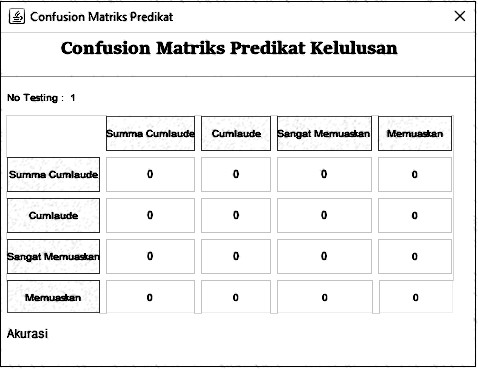 Confusion Matriks Predikat
Confusion Matriks Predikat Kelulusan
No Testing : 1
Summa Cumlaude Cumlaude Sangat Memuaskan Memuaskan
Summa Cumlaude 0 0 0 0
Cumlaude 0 0 0 0
Sangat Memuaskan 0 0 0 0
Memuaskan 0 0 0 0
Akurasi